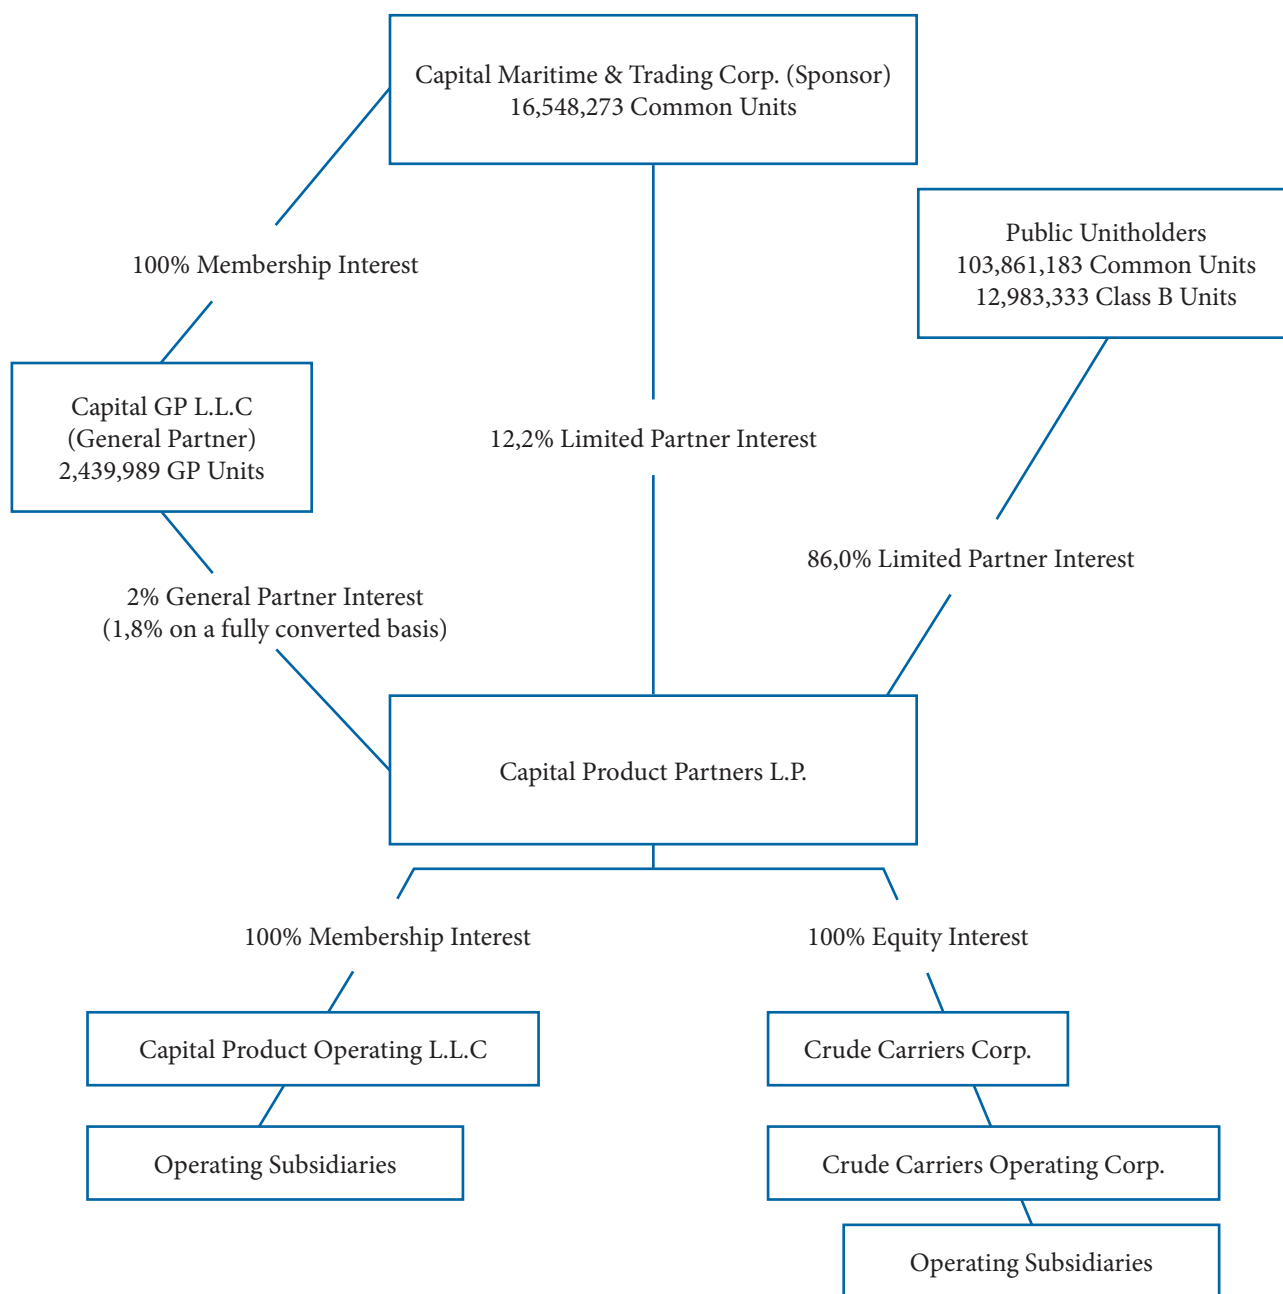 Capital Maritime & Trading Corp. (Sponsor)
16,548,273 Common Units
Public Unitholders
103,861,183 Common Units
12,983,333 Class B Units
100% Membership Interest
Capital GP L.L.C
(General Partner)
2,439,989 GP Units
12,2% Limited Partner Interest
86,0% Limited Partner Interest
2% General Partner Interest
(1,8% on a fully converted basis)
Capital Product Partners L.P.
100% Membership Interest
100% Equity Interest
Capital Product Operating L.L.C
Crude Carriers Corp.
Operating Subsidiaries
Crude Carriers Operating Corp.
Operating Subsidiaries